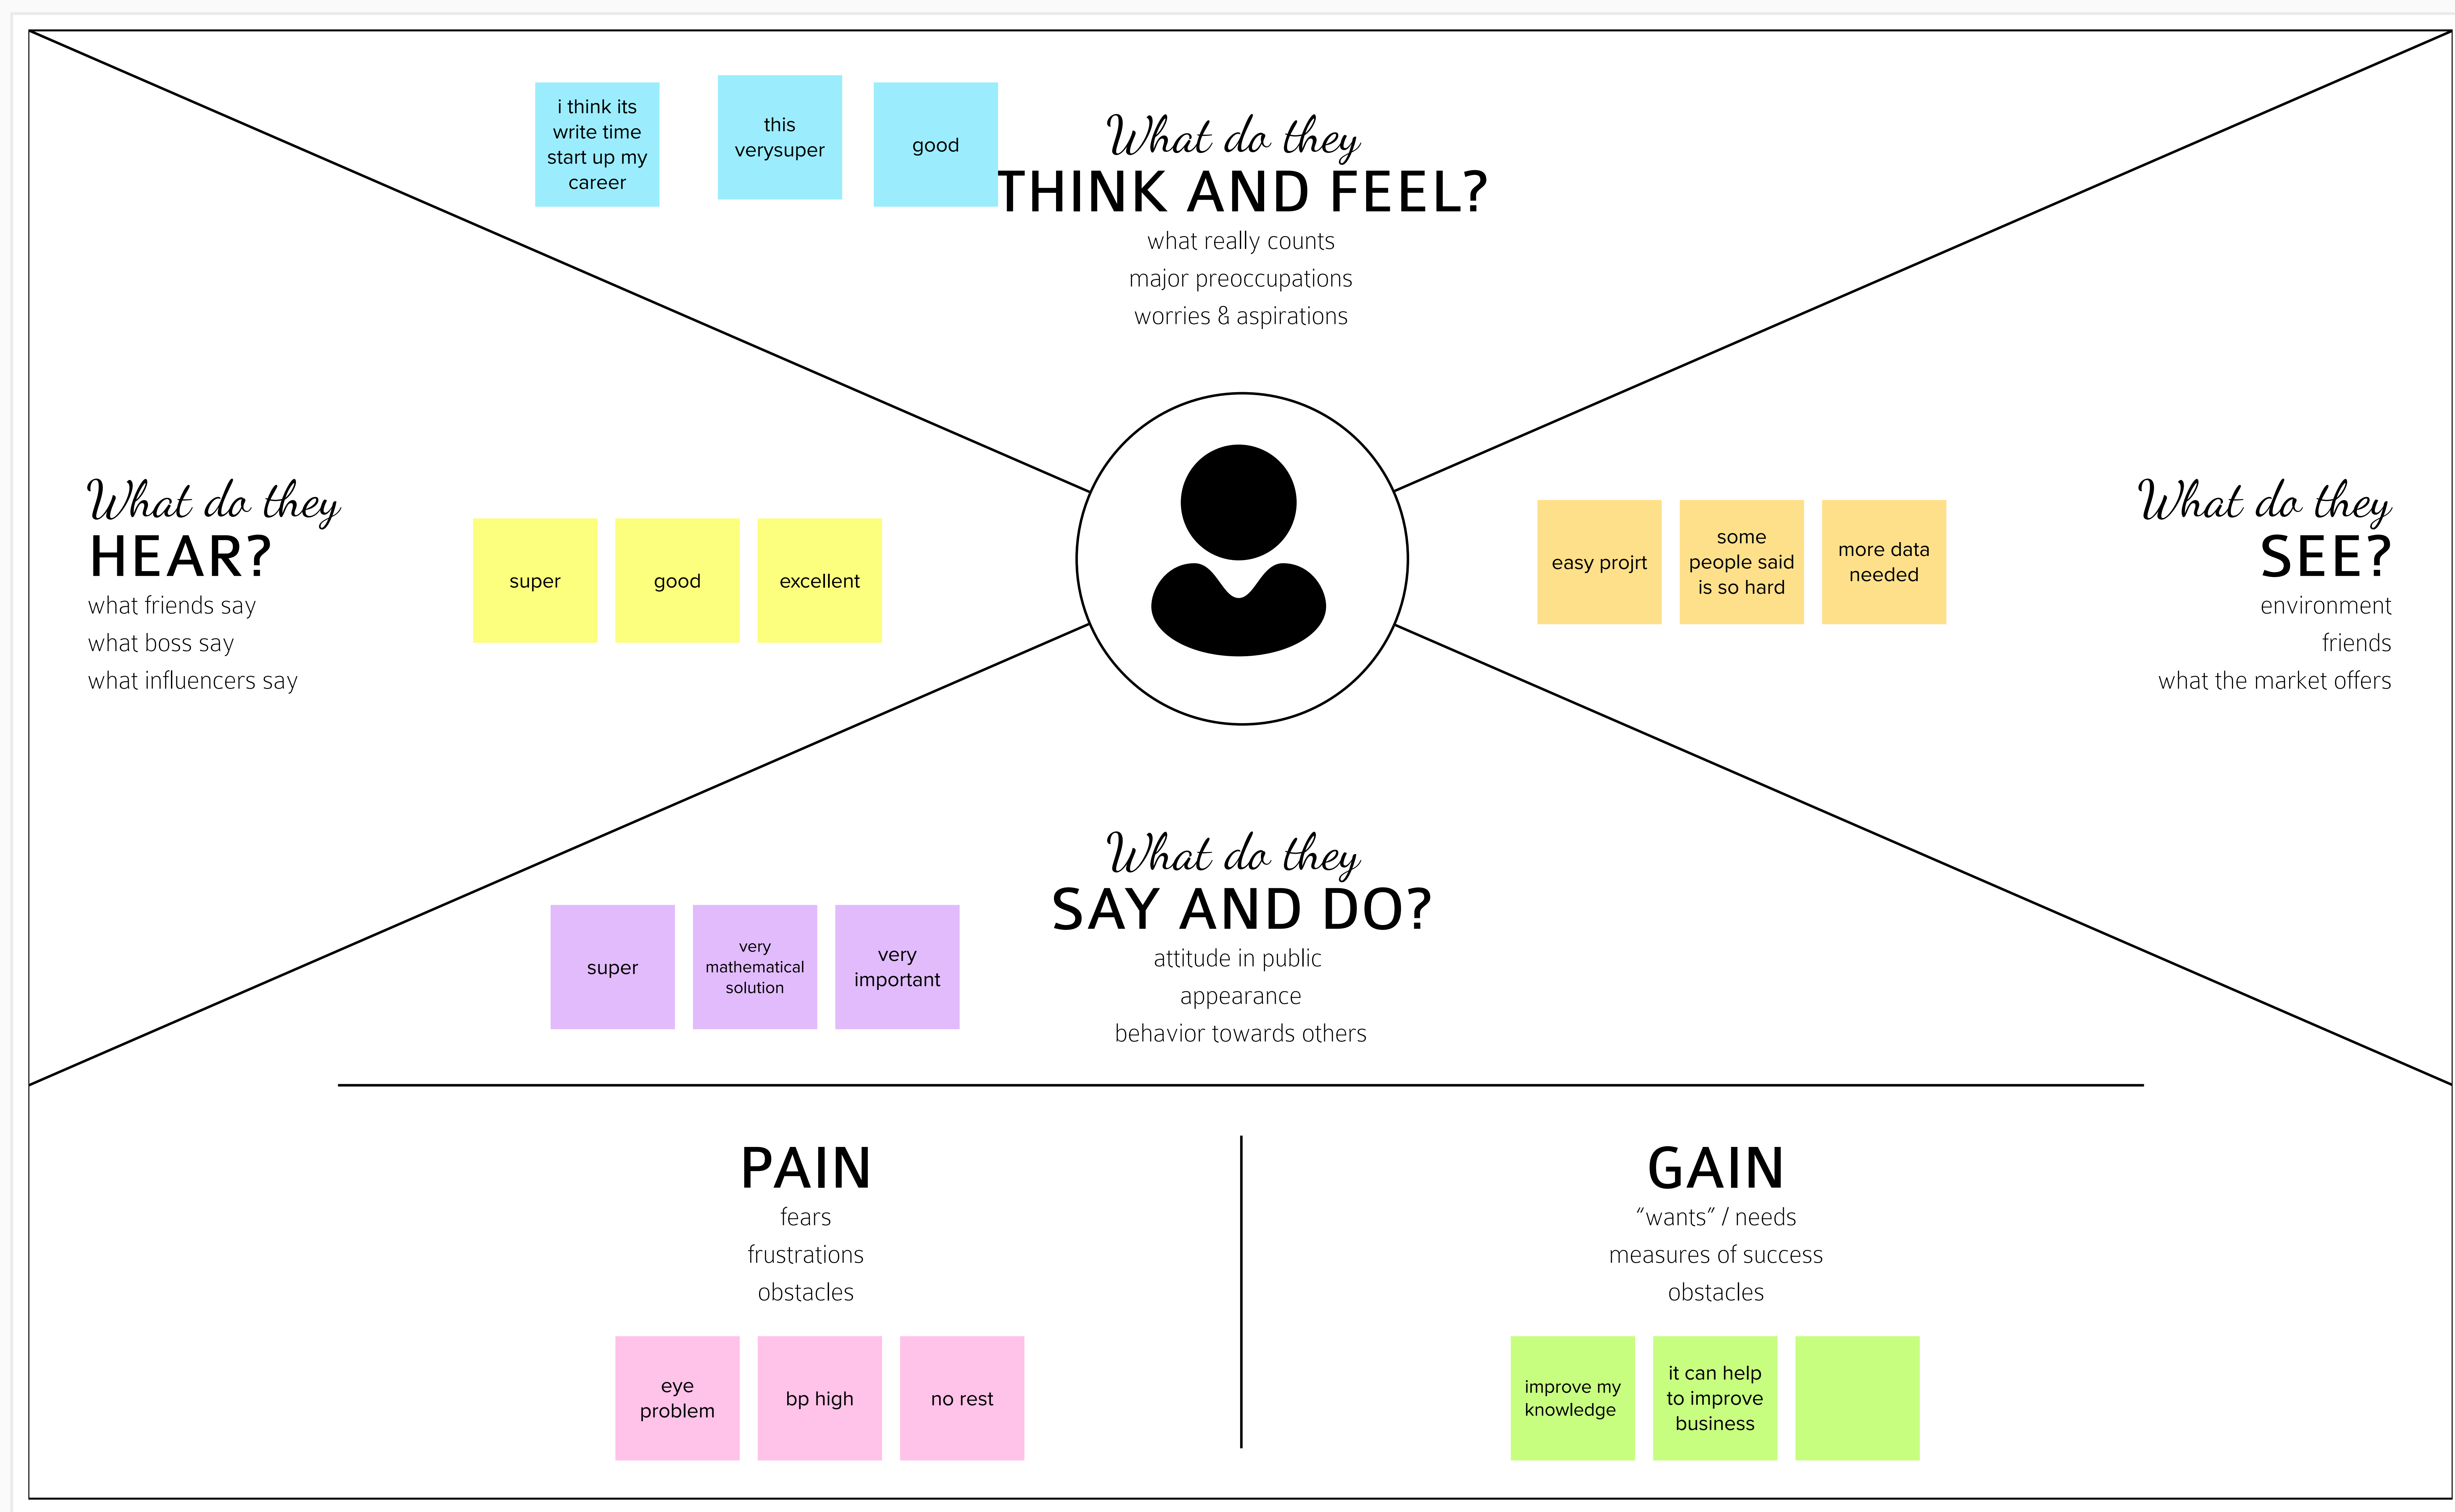 i think its
write time
start up my
career
this
verysuper
good
What do they
THINK AND FEEL?
what really counts
major preoccupations
worries & aspirations
What do they
HEAR?
what friends say
what boss say
what influencers say
super
good
excellent
easy projrt
some
people said
is so hard
more data
needed
What do they
SEE?
environment
friends
what the market offers
What do they
SAY AND DO?
attitude in public
appearance
behavior towards others
super
very
mathematical
solution
very
important
PAIN
fears
frustrations
obstacles
eye
problem
bp high
no rest
GAIN
“wants” / needs
measures of success
obstacles
improve my
knowledge
it can help
to improve
business